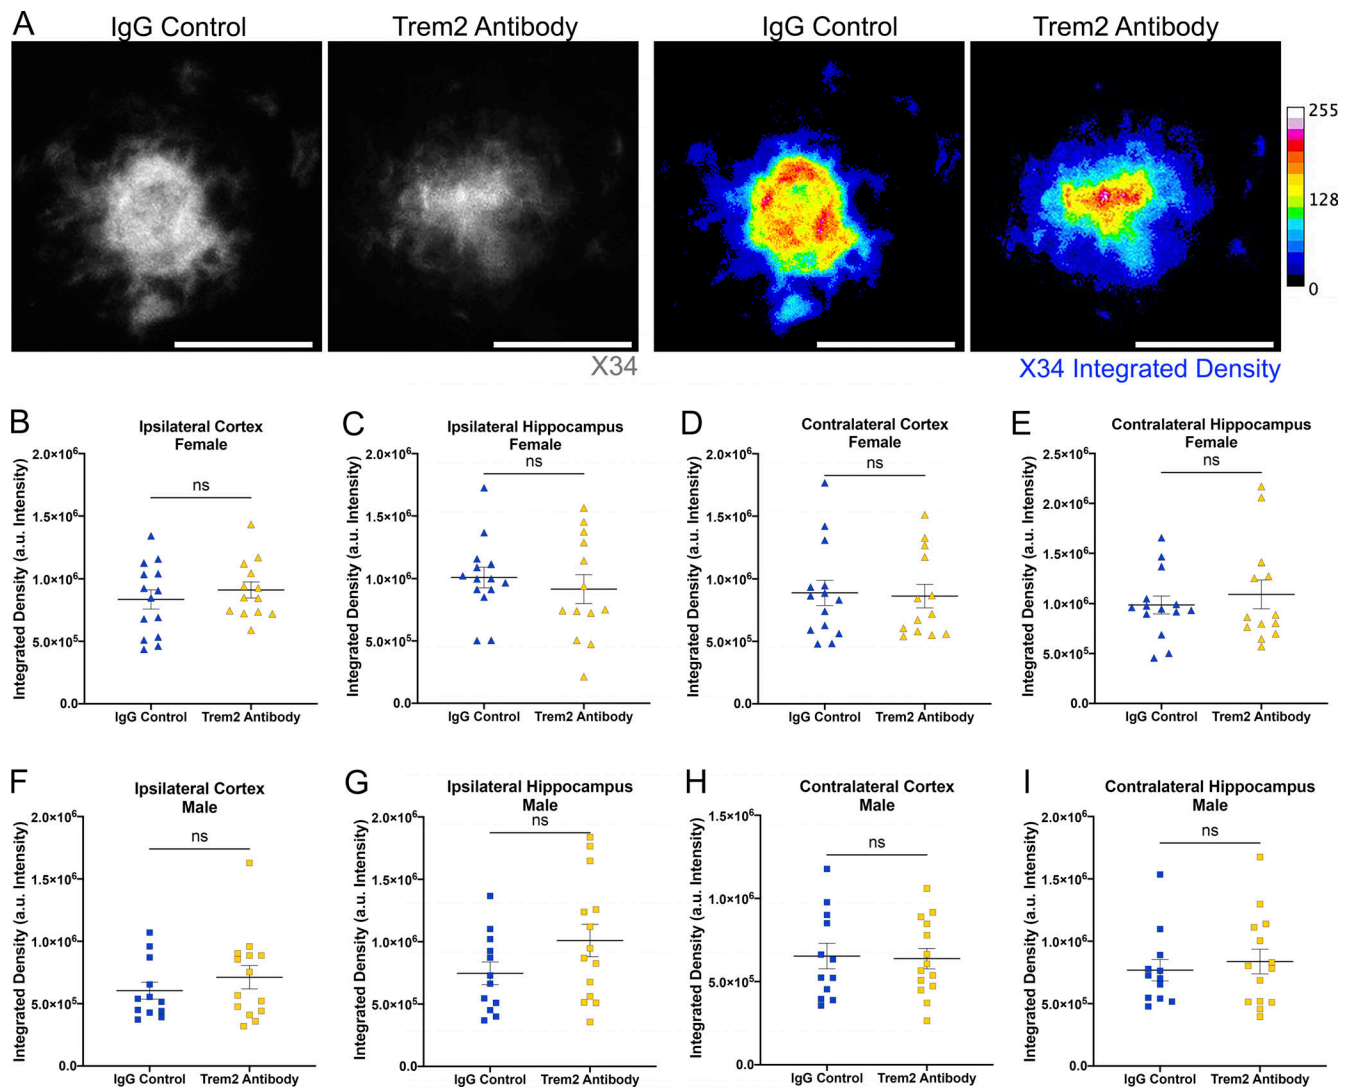 A
IgG Control
Trem2 Antibody
IgG Control
Trem2 Antibody
255
128
0
X34
X34 Integrated Density
B
Ipsilateral Cortex
Female
Integrated Density (a.u. Intensity)
2.0×10⁶
1.5×10⁶
1.0×10⁶
5.0×10⁵
0.0
ns
IgG Control
Trem2 Antibody
C
Ipsilateral Hippocampus
Female
Integrated Density (a.u. Intensity)
2.0×10⁶
1.5×10⁶
1.0×10⁶
5.0×10⁵
0.0
ns
IgG Control
Trem2 Antibody
D
Contralateral Cortex
Female
Integrated Density (a.u. Intensity)
2.0×10⁶
1.5×10⁶
1.0×10⁶
5.0×10⁵
0.0
ns
IgG Control
Trem2 Antibody
E
Contralateral Hippocampus
Female
Integrated Density (a.u. Intensity)
2.5×10⁶
2.0×10⁶
1.5×10⁶
1.0×10⁶
5.0×10⁵
0.0
ns
IgG Control
Trem2 Antibody
F
Ipsilateral Cortex
Male
Integrated Density (a.u. Intensity)
2.0×10⁶
1.5×10⁶
1.0×10⁶
5.0×10⁵
0.0
ns
IgG Control
Trem2 Antibody
G
Ipsilateral Hippocampus
Male
Integrated Density (a.u. Intensity)
2.0×10⁶
1.5×10⁶
1.0×10⁶
5.0×10⁵
0.0
ns
IgG Control
Trem2 Antibody
H
Contralateral Cortex
Male
Integrated Density (a.u. Intensity)
1.5×10⁶
1.0×10⁶
5.0×10⁵
0.0
ns
IgG Control
Trem2 Antibody
I
Contralateral Hippocampus
Male
Integrated Density (a.u. Intensity)
2.0×10⁶
1.5×10⁶
1.0×10⁶
5.0×10⁵
0.0
ns
IgG Control
Trem2 Antibody